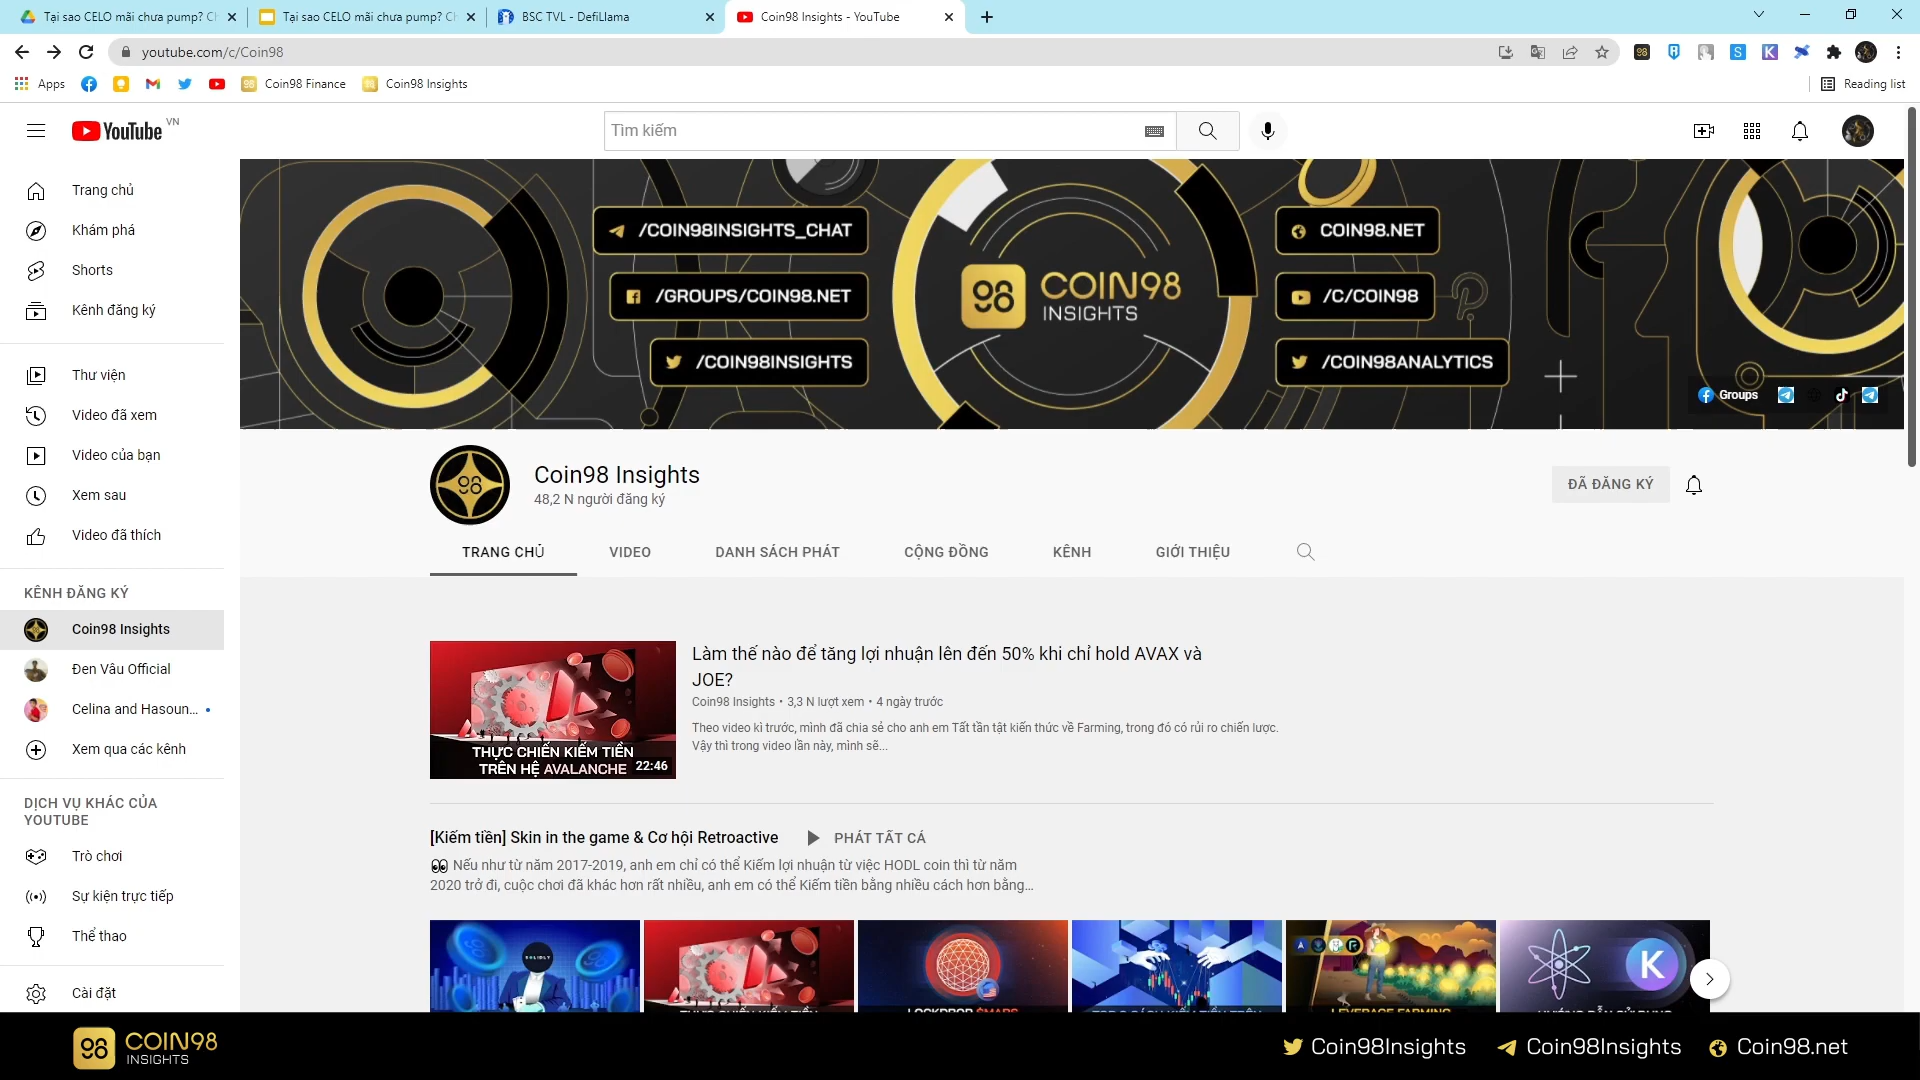 Tại sao CELO mãi chưa pump? Ch
Tại sao CELO mãi chưa pump? Ch
BSC TVL - DefiLlama
Coin98 Insights - YouTube
youtube.com/c/Coin98
Apps
Coin98 Finance
Coin98 Insights
Reading list
YouTube VN
Tìm kiếm
Trang chủ
Khám phá
Shorts
Kênh đăng ký
Thư viện
Video đã xem
Video của bạn
Xem sau
Video đã thích
KÊNH ĐĂNG KÝ
Coin98 Insights
Đen Vâu Official
Celina and Hasoun...
Xem qua các kênh
DỊCH VỤ KHÁC CỦA
YOUTUBE
Trò chơi
Sự kiện trực tiếp
Thể thao
Cài đặt
/COIN98INSIGHTS_CHAT
/GROUPS/COIN98.NET
/COIN98INSIGHTS
98 COIN98
INSIGHTS
COIN98.NET
/C/COIN98
/COIN98ANALYTICS
Groups
98
Coin98 Insights
48,2 N người đăng ký
ĐÃ ĐĂNG KÝ
TRANG CHỦ
VIDEO
DANH SÁCH PHÁT
CỘNG ĐỒNG
KÊNH
GIỚI THIỆU
THỰC CHIẾN KIẾM TIỀN
TRÊN HỆ AVALANCHE
22:46
Làm thế nào để tăng lợi nhuận lên đến 50% khi chỉ hold AVAX và
JOE?
Coin98 Insights • 3,3 N lượt xem • 4 ngày trước
Theo video kì trước, mình đã chia sẻ cho anh em Tất tần tật kiến thức về Farming, trong đó có rủi ro chiến lược.
Vậy thì trong video lần này, mình sẽ...
[Kiếm tiền] Skin in the game & Cơ hội Retroactive
PHÁT TẤT CẢ
👀 Nếu như từ năm 2017-2019, anh em chỉ có thể Kiếm lợi nhuận từ việc HODL coin thì từ năm
2020 trở đi, cuộc chơi đã khác hơn rất nhiều, anh em có thể Kiếm tiền bằng nhiều cách hơn bằng...
SOLIDLY
K
98 COIN98
INSIGHTS
Coin98Insights
Coin98Insights
Coin98.net